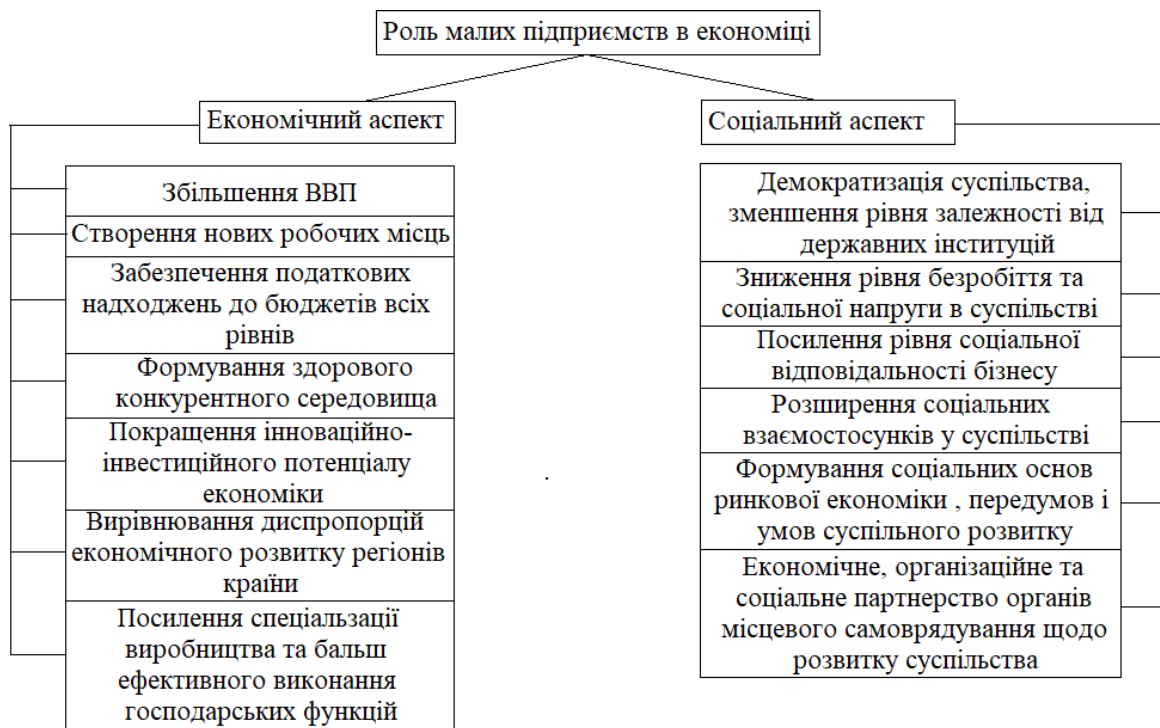 Роль малих підприємств в економіці
Економічний аспект
Збільшення ВВП
Створення нових робочих місць
Забезпечення податкових
надходжень до бюджетів всіх
рівнів
Формування здорового
конкурентного середовища
Покращення інноваційно-
інвестиційного потенціалу
економіки
Вирівнювання диспропорцій
економічного розвитку регіонів
країни
Посилення спеціальзації
виробництва та бальш
ефективного виконання
господарських функцій
Соціальний аспект
Демократизація суспільства,
зменшення рівня залежності від
державних інституцій
Зниження рівня безробіття та
соціальної напруги в суспільстві
Посилення рівня соціальної
відповідальності бізнесу
Розширення соціальних
взаємостосунків у суспільстві
Формування соціальних основ
ринкової економіки , передумов і
умов суспільного розвитку
Економічне, організаційне та
соціальне партнерство органів
місцевого самоврядування щодо
розвитку суспільства